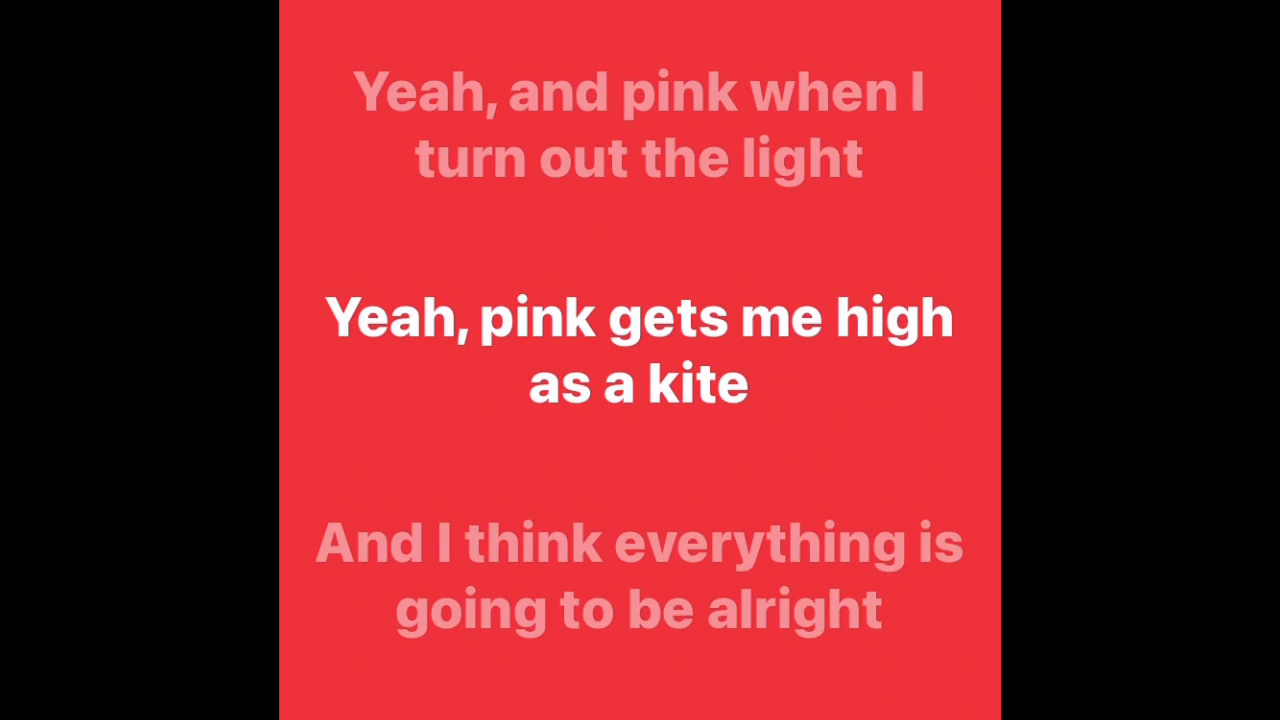 Yeah, and pink when I
turn out the light
Yeah, pink gets me high
as a kite
And I think everything is
going to be alright